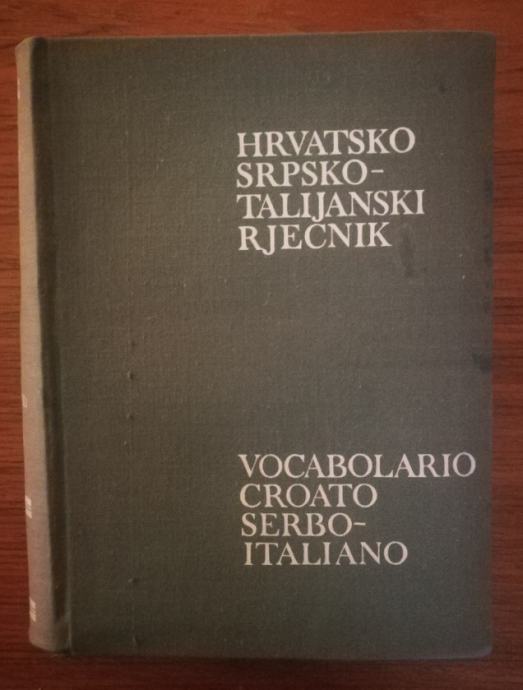 HRVATSKO
SRPSKO-
TALIJANSKI
RJEČNIK
VOCABOLARIO
CROATO
SERBO-
ITALIANO